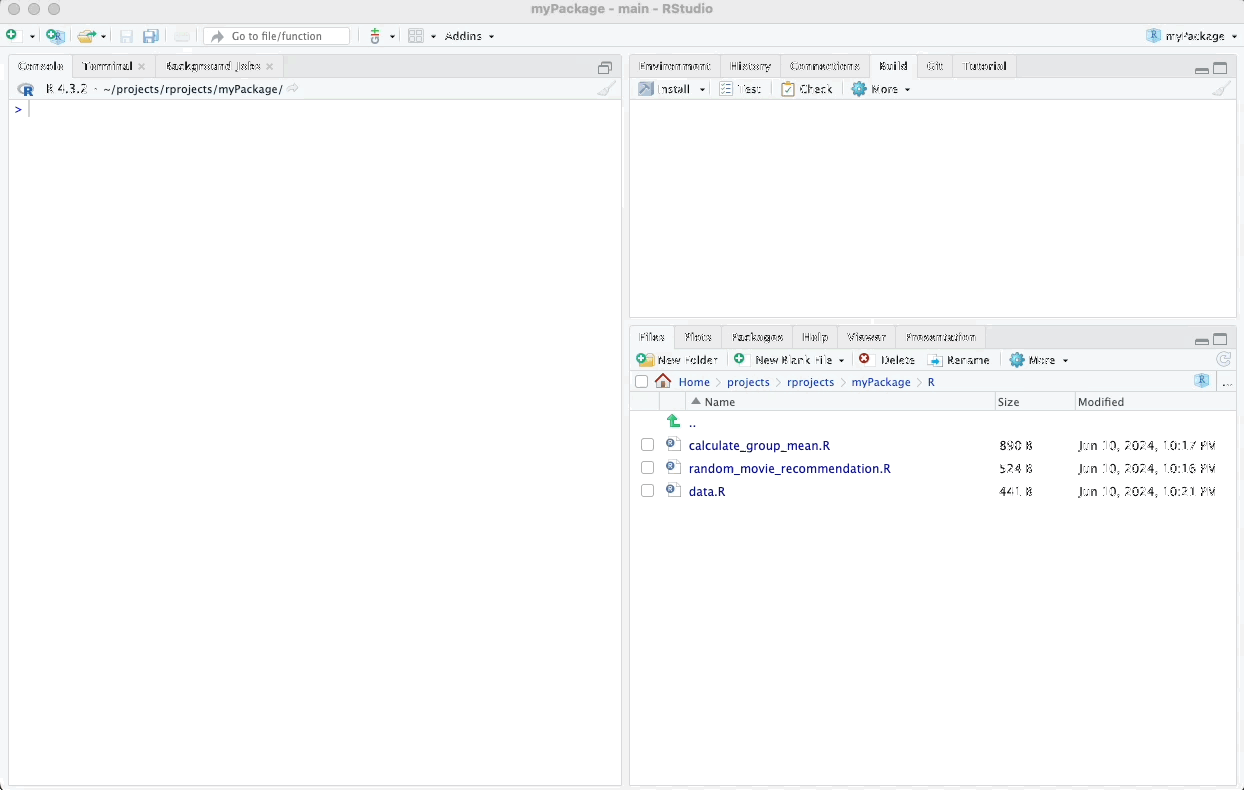 myPackage - main - RStudio
Go to file/function
Addins
myPackage
Console Terminal Background Jobs
R 4.3.2 · ~/projects/rprojects/myPackage/
>
Environment History Connections Build Git Tutorial
Install Test Check More
Files Plots Packages Help Viewer Presentation
New Folder New Blank File Delete Rename More
Home projects rprojects myPackage R ...
Name Size Modified
..
calculate_group_mean.R 890 B Jun 10, 2024, 10:17 PM
random_movie_recommendation.R 524 B Jun 10, 2024, 10:16 PM
data.R 441 B Jun 10, 2024, 10:21 PM